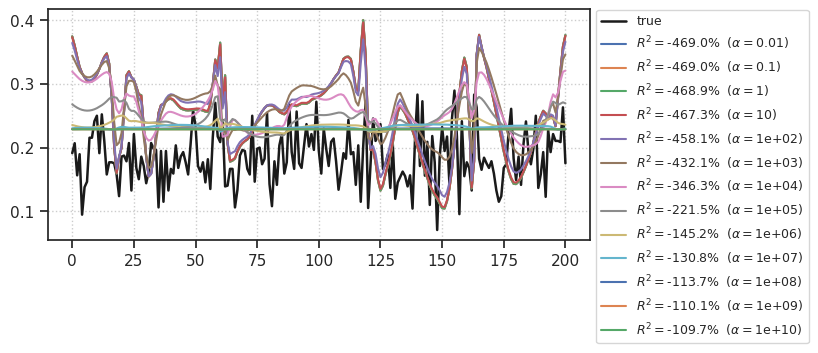 true
R² = -469.0% (α = 0.01)
R² = -469.0% (α = 0.1)
R² = -468.9% (α = 1)
R² = -467.3% (α = 10)
R² = -458.1% (α = 1e+02)
R² = -432.1% (α = 1e+03)
R² = -346.3% (α = 1e+04)
R² = -221.5% (α = 1e+05)
R² = -145.2% (α = 1e+06)
R² = -130.8% (α = 1e+07)
R² = -113.7% (α = 1e+08)
R² = -110.1% (α = 1e+09)
R² = -109.7% (α = 1e+10)
0.4
0.3
0.2
0.1
0 25 50 75 100 125 150 175 200